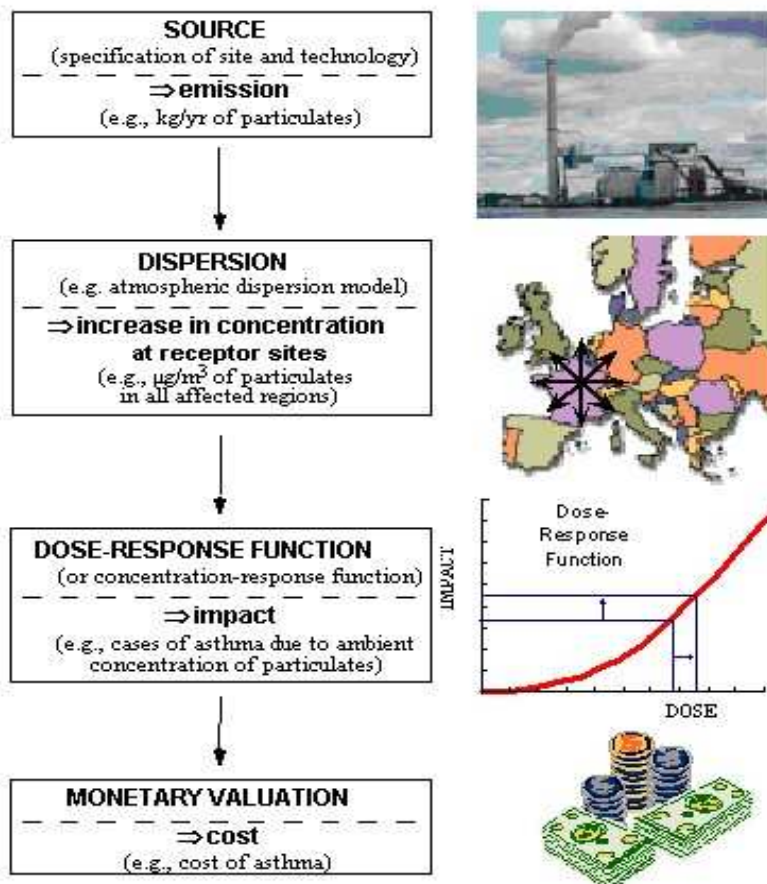 SOURCE
(specification of site and technology)
⇒emission
(e.g., kg/yr of particulates)
DISPERSION
(e.g. atmospheric dispersion model)
⇒increase in concentration
at receptor sites
(e.g., µg/m³ of particulates
in all affected regions)
DOSE-RESPONSE FUNCTION
(or concentration-response function)
⇒impact
(e.g., cases of asthma due to ambient
concentration of particulates)
Dose-
Response
Function
IMPACT
DOSE
MONETARY VALUATION
⇒cost
(e.g., cost of asthma)